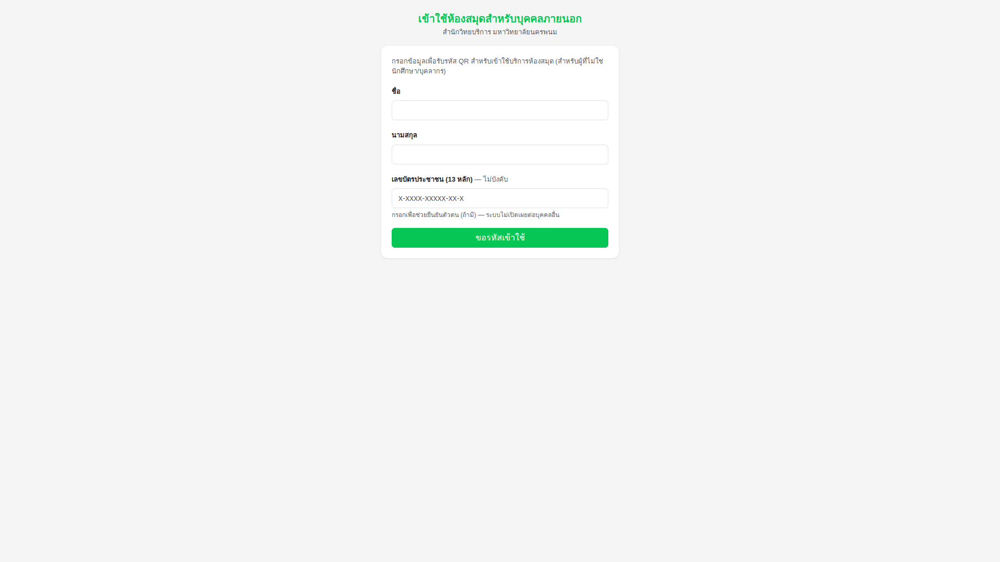 เข้าใช้ห้องสมุดสำหรับบุคคลภายนอก
สำนักวิทยบริการ มหาวิทยาลัยนครพนม
กรอกข้อมูลเพื่อรับรหัส QR สำหรับเข้าใช้บริการห้องสมุด (สำหรับผู้ที่ไม่ใช่
นักศึกษา/บุคลากร)
ชื่อ
นามสกุล
เลขบัตรประชาชน (13 หลัก) — ไม่บังคับ
x-xxxx-xxxxx-xx-x
กรอกเพื่อช่วยยืนยันตัวตน (ถ้ามี) — ระบบไม่เปิดเผยต่อบุคคลอื่น
ขอรหัสเข้าใช้